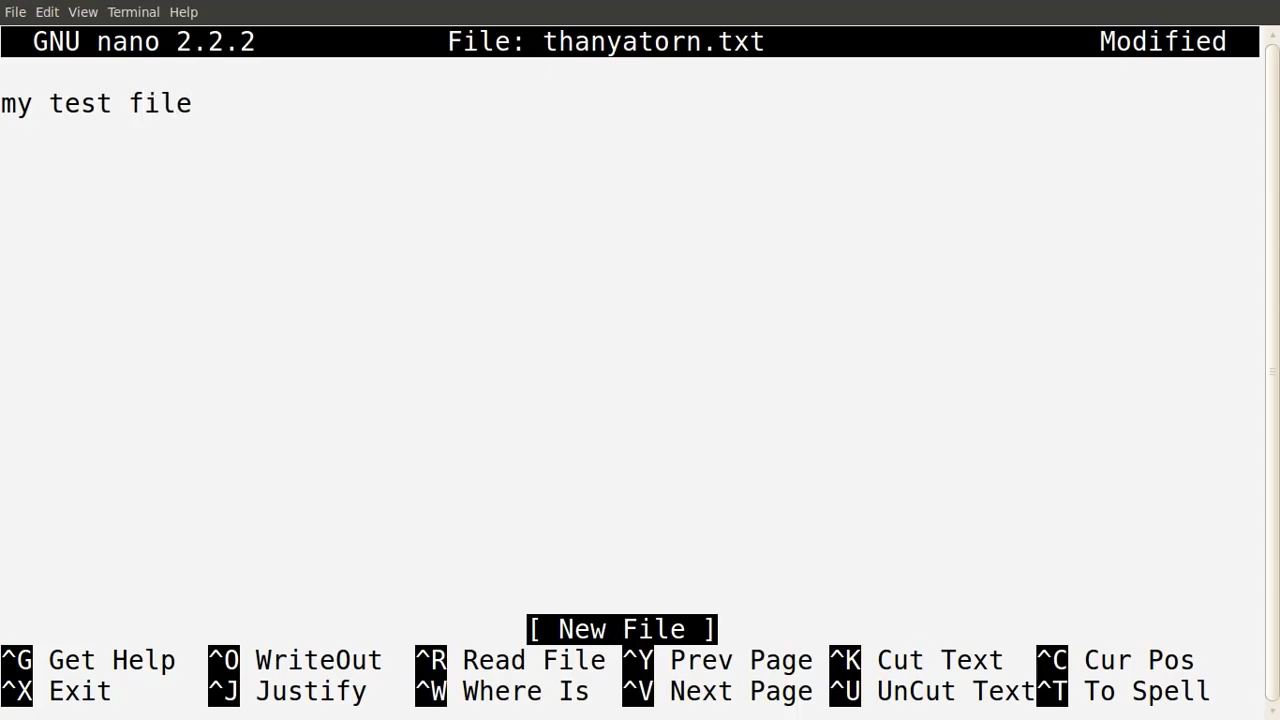 File Edit View Terminal Help
GNU nano 2.2.2 File: thanyatorn.txt Modified
my test file
[ New File ]
^G Get Help ^O WriteOut ^R Read File ^Y Prev Page ^K Cut Text ^C Cur Pos
^X Exit ^J Justify ^W Where Is ^V Next Page ^U UnCut Text ^T To Spell